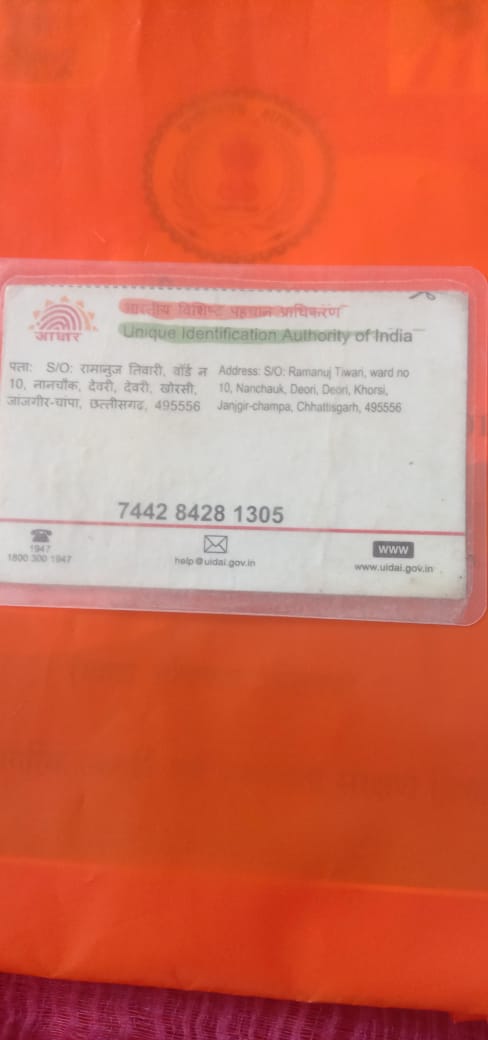 भारतीय विशिष्ट पहचान प्राधिकरण
Unique Identification Authority of India
आधार
पता: S/O: रामानुज तिवारी, वॉर्ड न
10, नानचौक, देवरी, देवरी, खोरसी,
जांजगीर-चांपा, छत्तीसगढ, 495556
Address: S/O: Ramanuj Tiwari, ward no
10, Nanchauk, Deori, Deori, Khorsi,
Janjgir-champa, Chhattisgarh, 495556
7442 8428 1305
1947
1800 300 1947
help@uidai.gov.in
www
www.uidai.gov.in